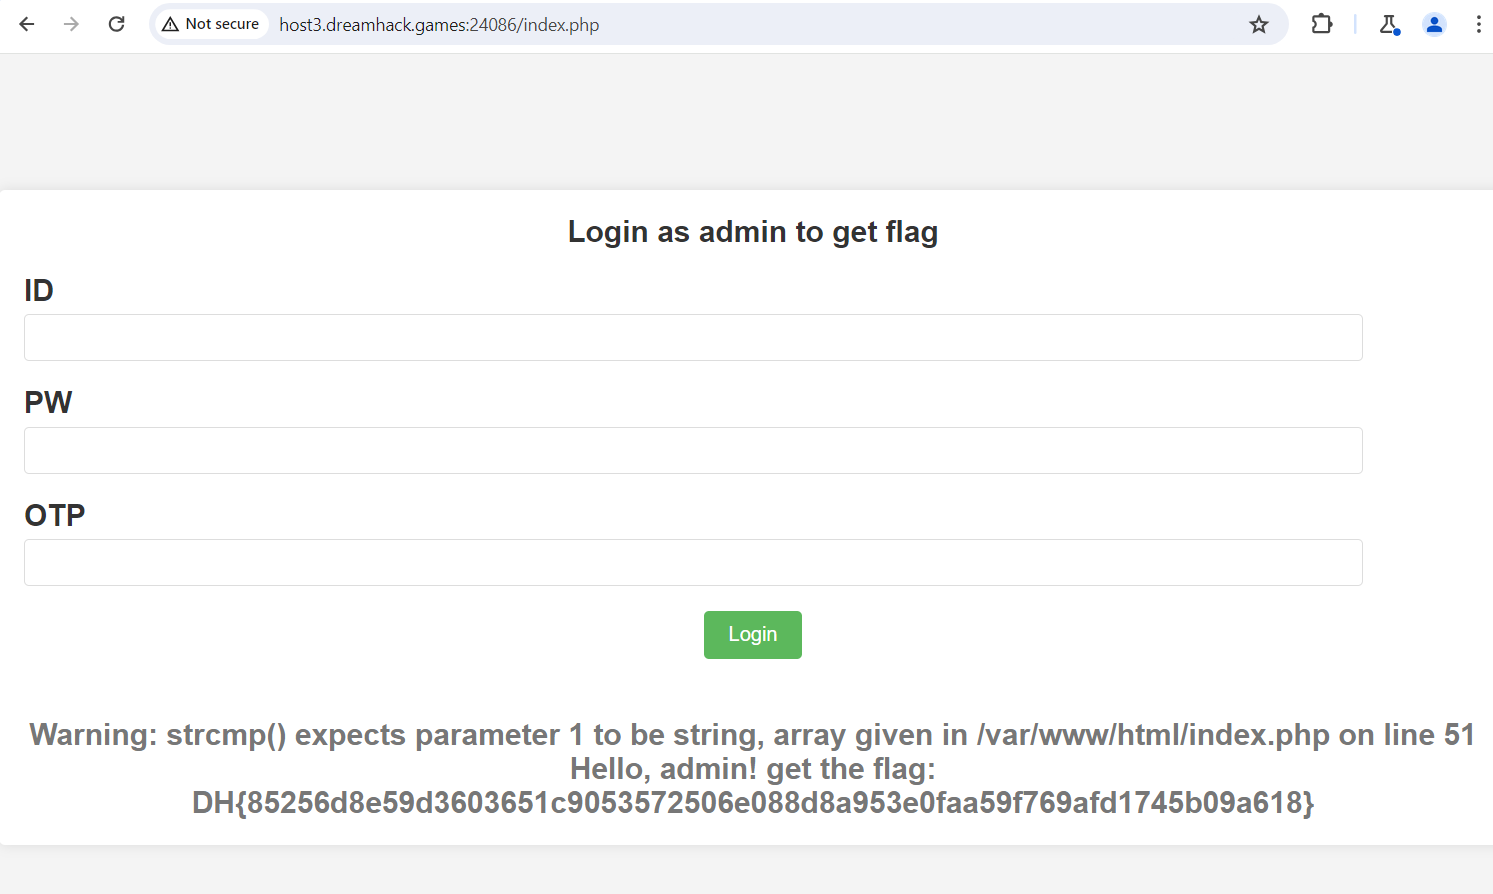 Not secure host3.dreamhack.games:24086/index.php
Login as admin to get flag
ID
PW
OTP
Login
Warning: strcmp() expects parameter 1 to be string, array given in /var/www/html/index.php on line 51
Hello, admin! get the flag:
DH{85256d8e59d3603651c9053572506e088d8a953e0faa59f769afd1745b09a618}